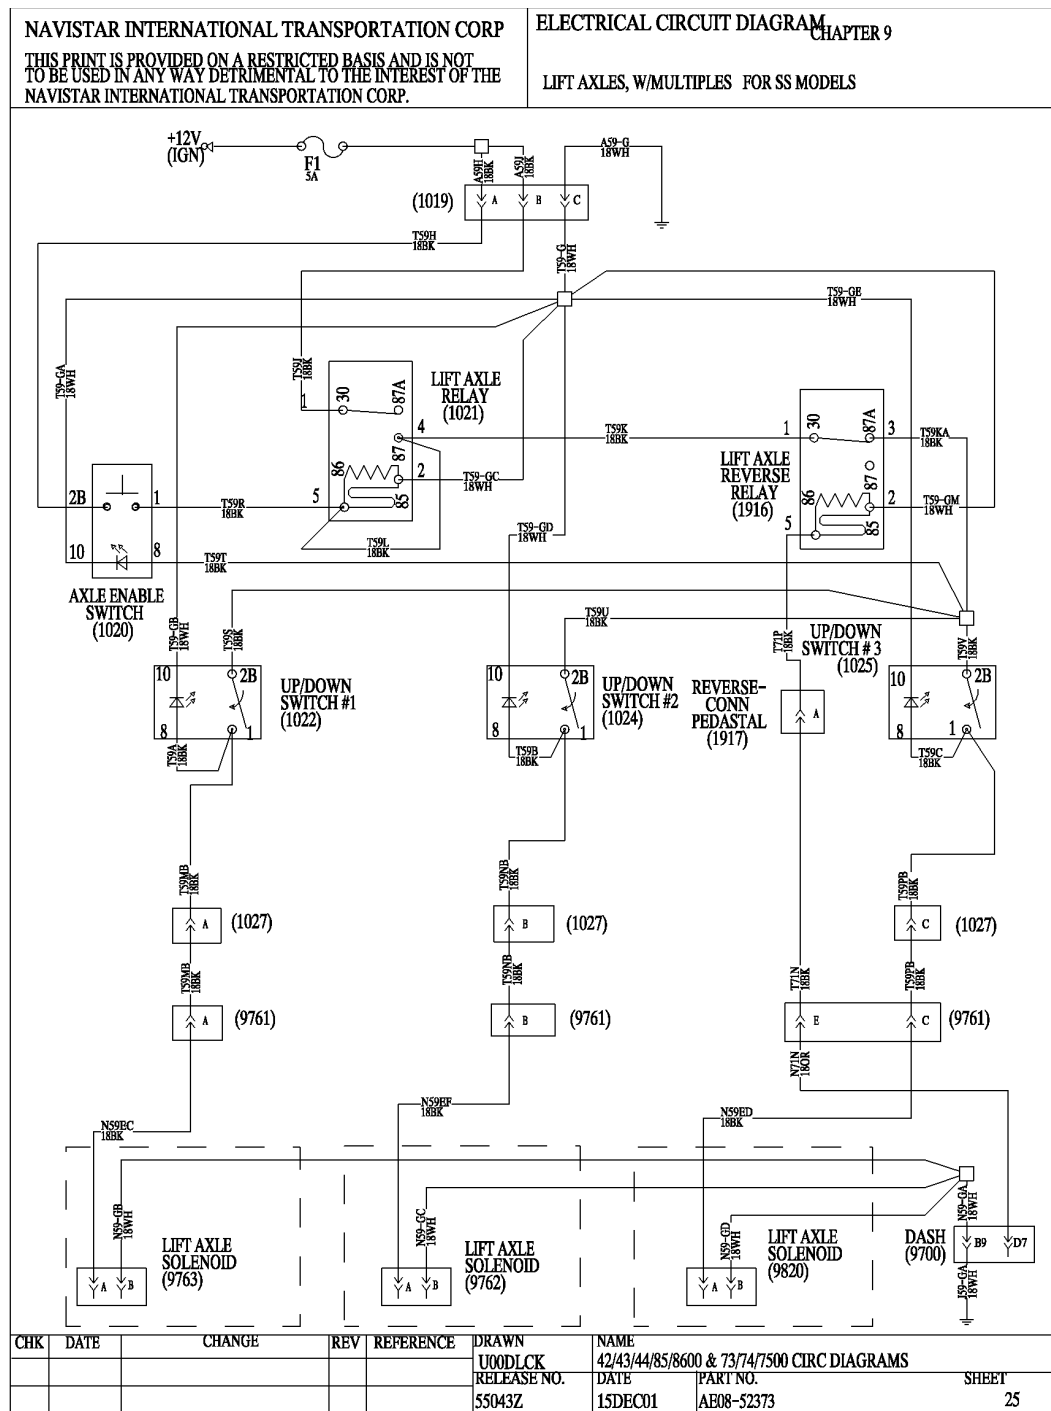 NAVISTAR INTERNATIONAL TRANSPORTATION CORP
THIS PRINT IS PROVIDED ON A RESTRICTED BASIS AND IS NOT
TO BE USED IN ANY WAY DETRIMENTAL TO THE INTEREST OF THE
NAVISTAR INTERNATIONAL TRANSPORTATION CORP.
ELECTRICAL CIRCUIT DIAGRAM
CHAPTER 9
LIFT AXLES, W/MULTIPLES FOR SS MODELS
+12V
(IGN)
F1
5A
A59H
18BK
A59J
18BK
A59-G
18WH
(1019)
A
B
C
T59H
18BK
T59-G
18WH
T59-GE
18WH
T59-GA
18WH
T59J
18BK
1
30
87A
LIFT AXLE
RELAY
(1021)
4
87
86
2
85
5
T59K
18BK
T59-GC
18WH
1
30
87A
3
T59KA
18BK
LIFT AXLE
REVERSE
RELAY
(1916)
87
86
2
85
5
T59-GM
18WH
2B
1
T59R
18BK
T59L
18BK
T59-GD
18WH
10
8
T59T
18BK
AXLE ENABLE
SWITCH
(1020)
T59-GB
18WH
T59S
18BK
T59U
18BK
T71P
18BK
UP/DOWN
SWITCH # 3
(1025)
T59V
18BK
10
2B
8
1
UP/DOWN
SWITCH #1
(1022)
10
2B
8
1
UP/DOWN
SWITCH #2
(1024)
REVERSE-
CONN
PEDASTAL
(1917)
A
10
2B
8
1
T59A
18BK
T59B
18BK
T59C
18BK
T59MB
18BK
T59NB
18BK
T59PB
18BK
A
(1027)
B
(1027)
C
(1027)
T59MB
18BK
T59NB
18BK
T71N
18BK
T59PB
18BK
A
(9761)
B
(9761)
E
C
(9761)
N71N
18OR
N59EC
18BK
N59EF
18BK
N59ED
18BK
N59-GB
18WH
N59-GC
18WH
N59-GD
18WH
N59-GA
18WH
LIFT AXLE
SOLENOID
(9763)
A
B
LIFT AXLE
SOLENOID
(9762)
A
B
LIFT AXLE
SOLENOID
(9820)
A
B
DASH
(9700)
B9
D7
J59-GA
18WH
CHK
DATE
CHANGE
REV
REFERENCE
DRAWN
U00DLCK
NAME
42/43/44/85/8600 & 73/74/7500 CIRC DIAGRAMS
RELEASE NO.
55043Z
DATE
15DEC01
PART NO.
AE08-52373
SHEET
25